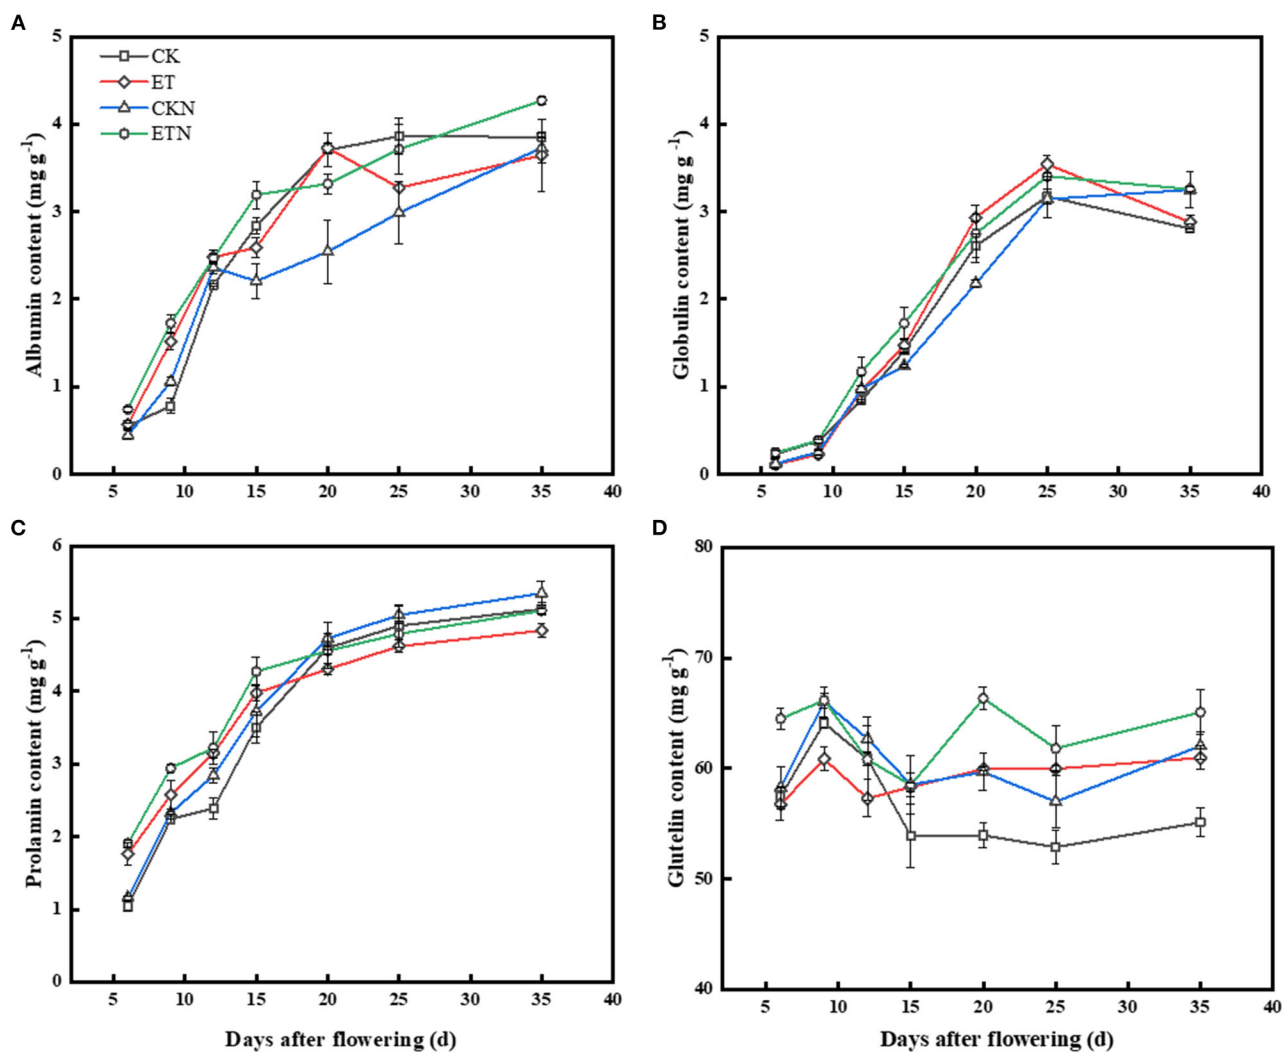 A
Albumin content (mg g-1)
5
4
3
2
1
0
CK
ET
CKN
ETN
5 10 15 20 25 30 35 40
B
Globulin content (mg g-1)
5
4
3
2
1
0
5 10 15 20 25 30 35 40
C
Prolamin content (mg g-1)
6
5
4
3
2
1
0
5 10 15 20 25 30 35 40
Days after flowering (d)
D
Glutelin content (mg g-1)
80
70
60
50
40
5 10 15 20 25 30 35 40
Days after flowering (d)